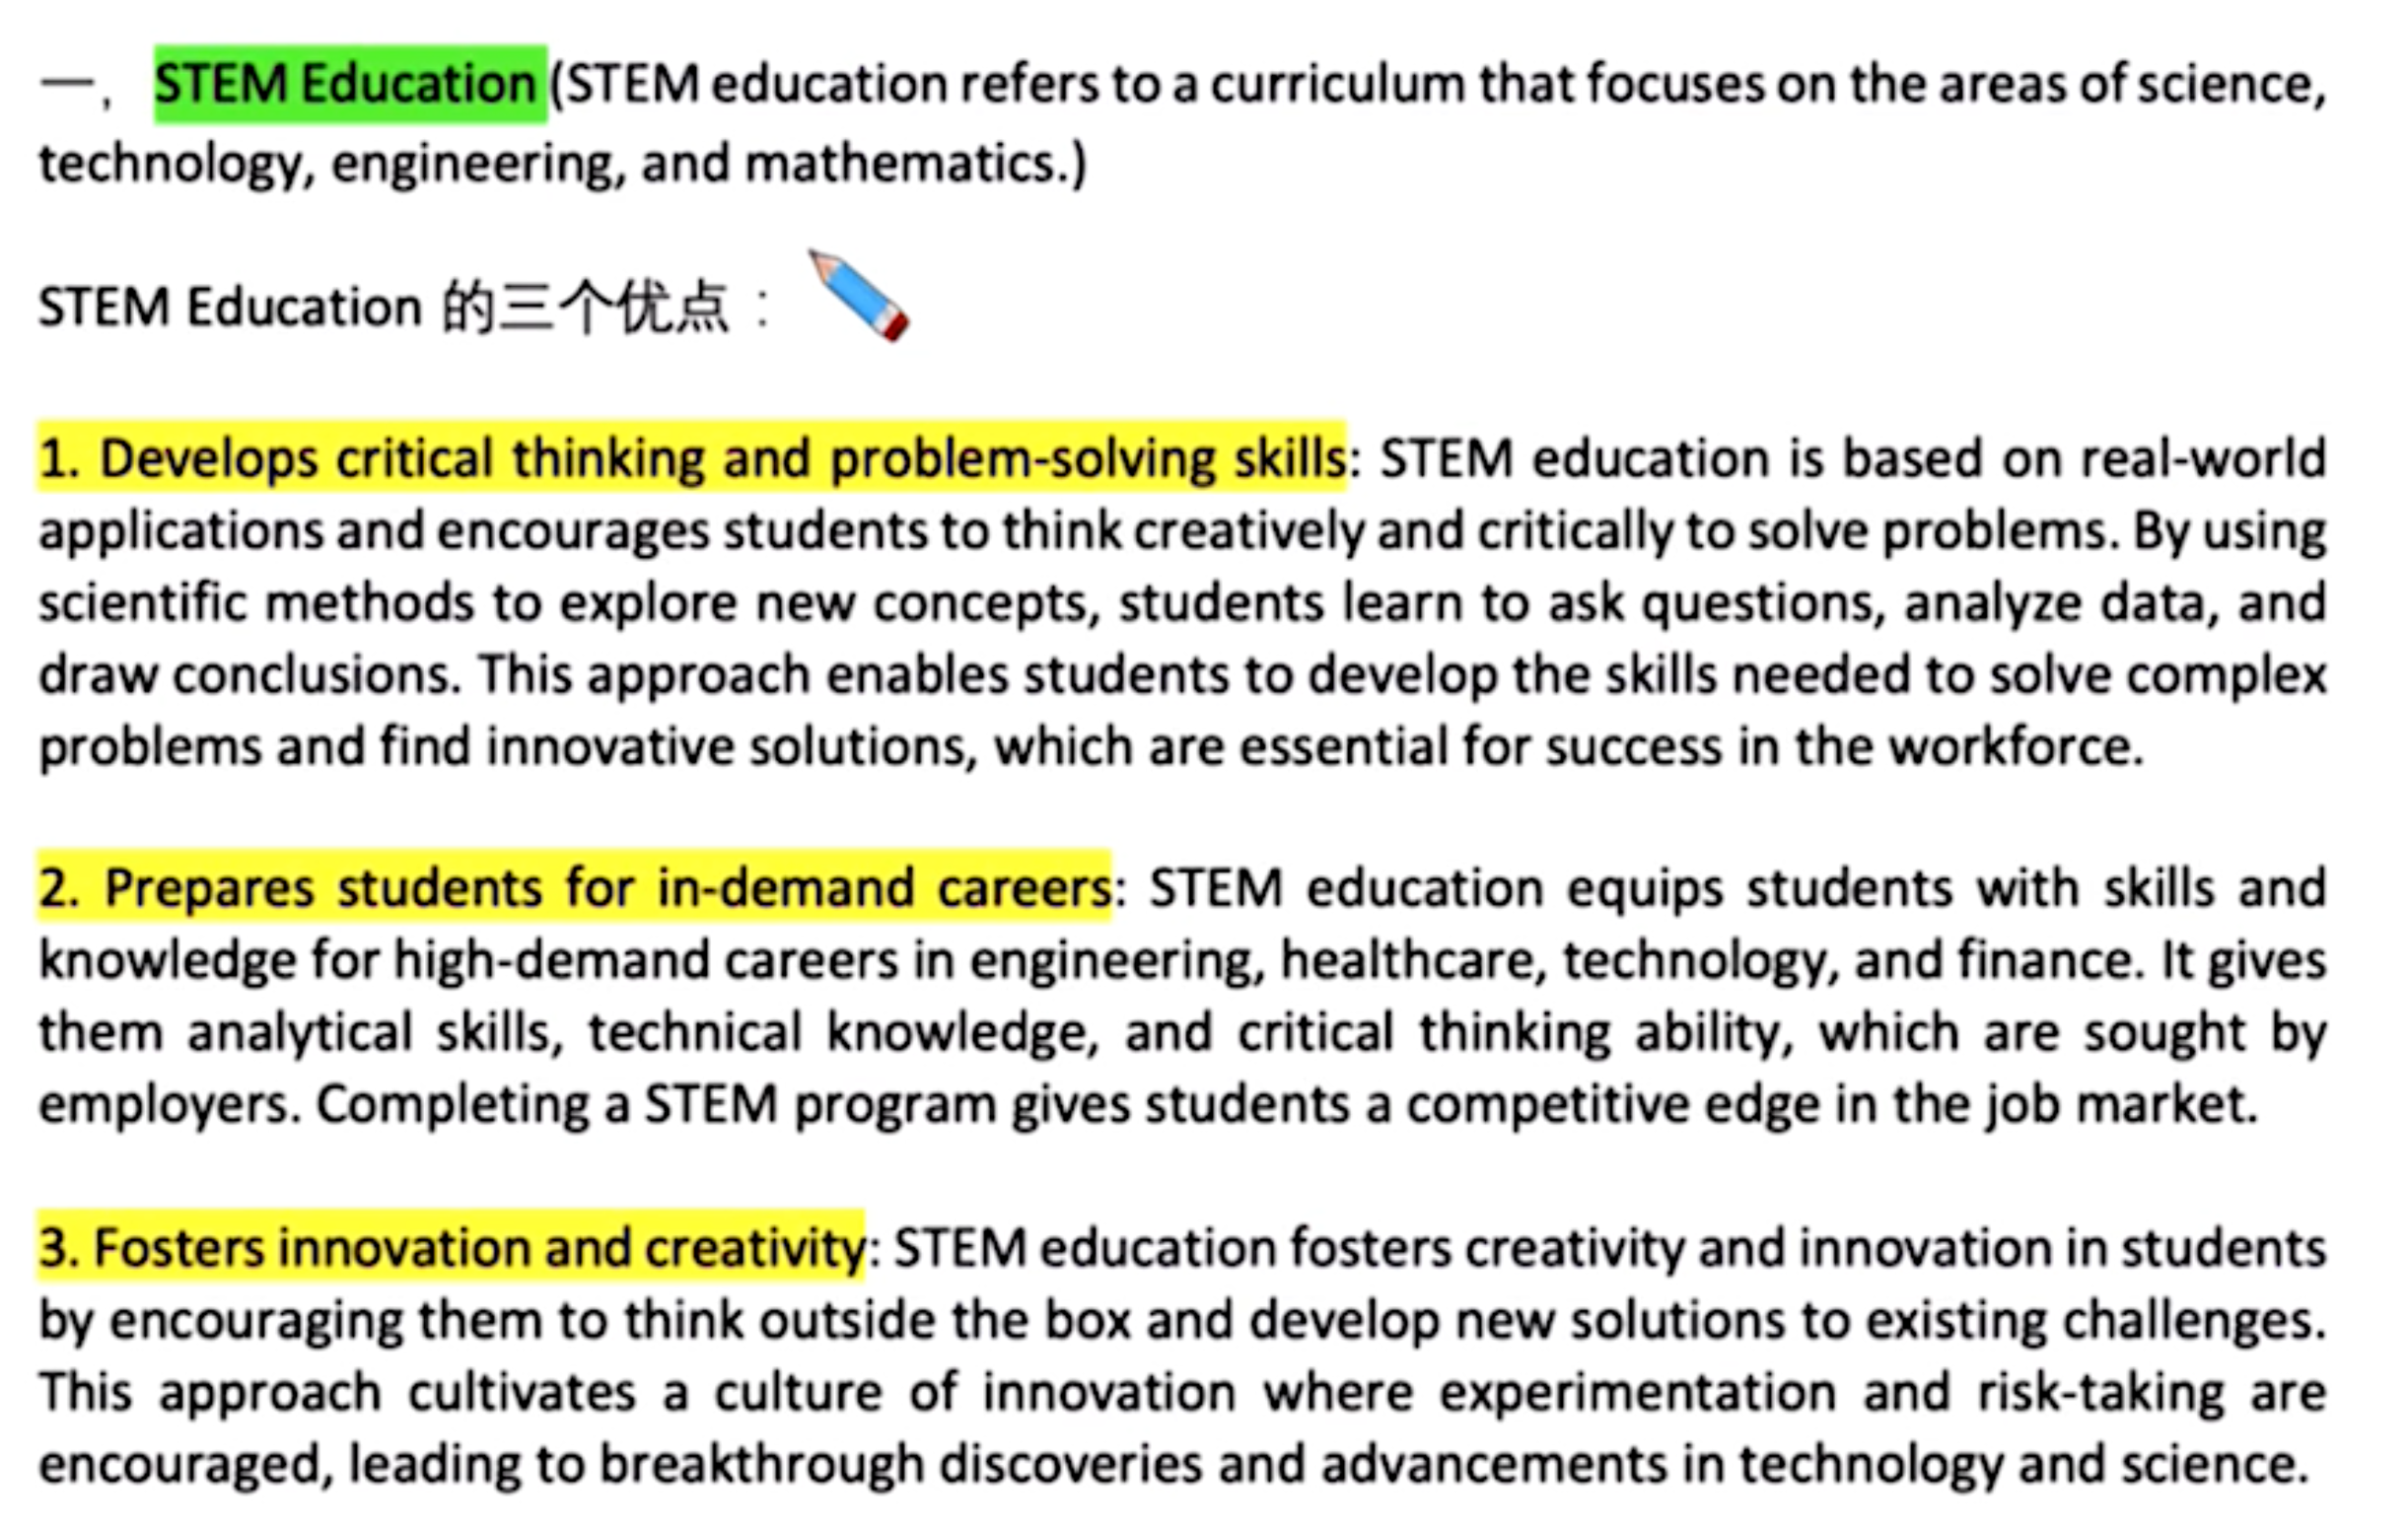 一，STEM Education (STEM education refers to a curriculum that focuses on the areas of science,
technology, engineering, and mathematics.)
STEM Education 的三个优点：
1. Develops critical thinking and problem-solving skills: STEM education is based on real-world
applications and encourages students to think creatively and critically to solve problems. By using
scientific methods to explore new concepts, students learn to ask questions, analyze data, and
draw conclusions. This approach enables students to develop the skills needed to solve complex
problems and find innovative solutions, which are essential for success in the workforce.
2. Prepares students for in-demand careers: STEM education equips students with skills and
knowledge for high-demand careers in engineering, healthcare, technology, and finance. It gives
them analytical skills, technical knowledge, and critical thinking ability, which are sought by
employers. Completing a STEM program gives students a competitive edge in the job market.
3. Fosters innovation and creativity: STEM education fosters creativity and innovation in students
by encouraging them to think outside the box and develop new solutions to existing challenges.
This approach cultivates a culture of innovation where experimentation and risk-taking are
encouraged, leading to breakthrough discoveries and advancements in technology and science.